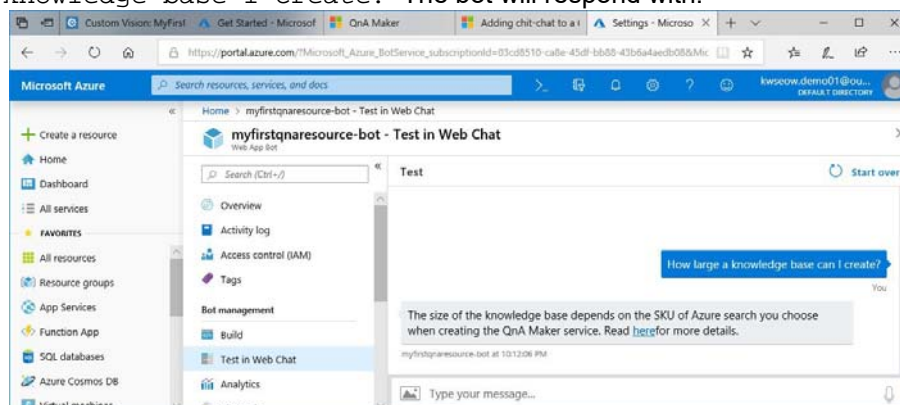 knowledge base I create? The bot will respond with:
Custom Vision: MyFirst
Get Started - Microsof
QnA Maker
Adding chit-chat to a
Settings - Microso
https://portal.azure.com/?Microsoft_Azure_BotService_subscriptionId=03cd8510-ca8e-45df-bb88-43b6a4aedb08&Mic
Microsoft Azure
Search resources, services, and docs
kwseow.demo01@ou...
DEFAULT DIRECTORY
Home > myfirstqnaresource-bot - Test in Web Chat
Create a resource
Home
Dashboard
All services
FAVORITES
All resources
Resource groups
App Services
Function App
SQL databases
Azure Cosmos DB
Virtual machines
myfirstqnaresource-bot - Test in Web Chat
Web App Bot
Search (Ctrl+/)
Overview
Activity log
Access control (IAM)
Tags
Bot management
Build
Test in Web Chat
Analytics
Test
Start over
How large a knowledge base can I create?
You
The size of the knowledge base depends on the SKU of Azure search you choose
when creating the QnA Maker service. Read herefor more details.
myfirstqnaresource-bot at 10:12:06 PM
Type your message...